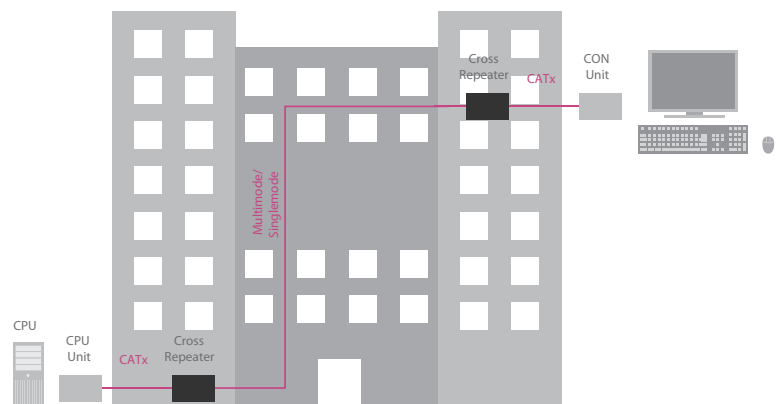 Cross
Repeater
CATx
CON
Unit
Multimode/
Singlemode
CPU
CPU
Unit
CATx
Cross
Repeater